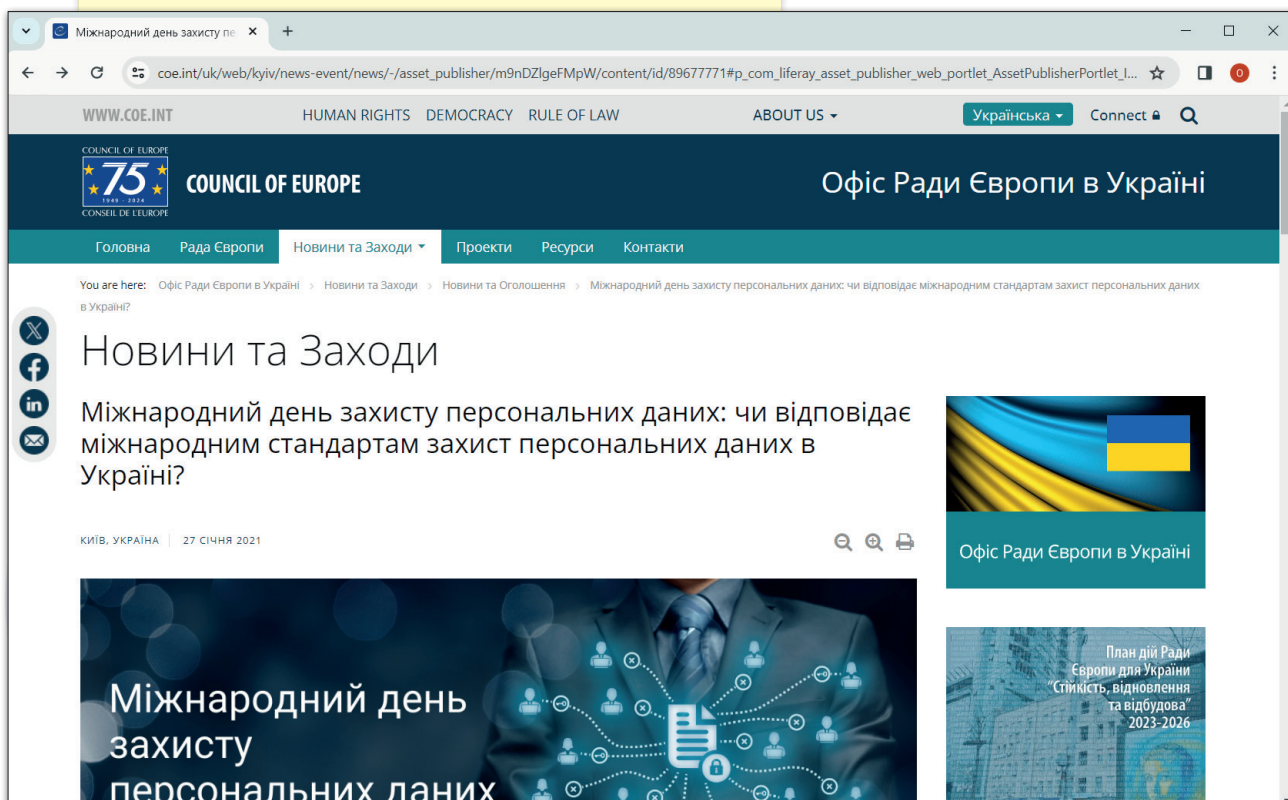 Міжнародний день захисту пе
coe.int/uk/web/kyiv/news-event/news/-/asset_publisher/m9nDZlgeFMpW/content/id/89677771#p_com_liferay_asset_publisher_web_portlet_AssetPublisherPortlet_I...
O
WWW.COE.INT
HUMAN RIGHTS DEMOCRACY RULE OF LAW
ABOUT US
Українська
Connect
COUNCIL OF EUROPE
75
1949 - 2024
CONSEIL DE L'EUROPE
COUNCIL OF EUROPE
Офіс Ради Європи в Україні
Головна Рада Європи Новини та Заходи Проекти Ресурси Контакти
You are here: Офіс Ради Європи в Україні > Новини та Заходи > Новини та Оголошення > Міжнародний день захисту персональних даних: чи відповідає міжнародним стандартам захист персональних даних
в Україні?
in
Новини та Заходи
Міжнародний день захисту персональних даних: чи відповідає
міжнародним стандартам захист персональних даних в
Україні?
КИЇВ, УКРАЇНА | 27 СІЧНЯ 2021
Міжнародний день
захисту
персональних даних
Офіс Ради Європи в Україні
План дій Ради
Європи для України
"Стійкість, відновлення
та відбудова"
2023-2026